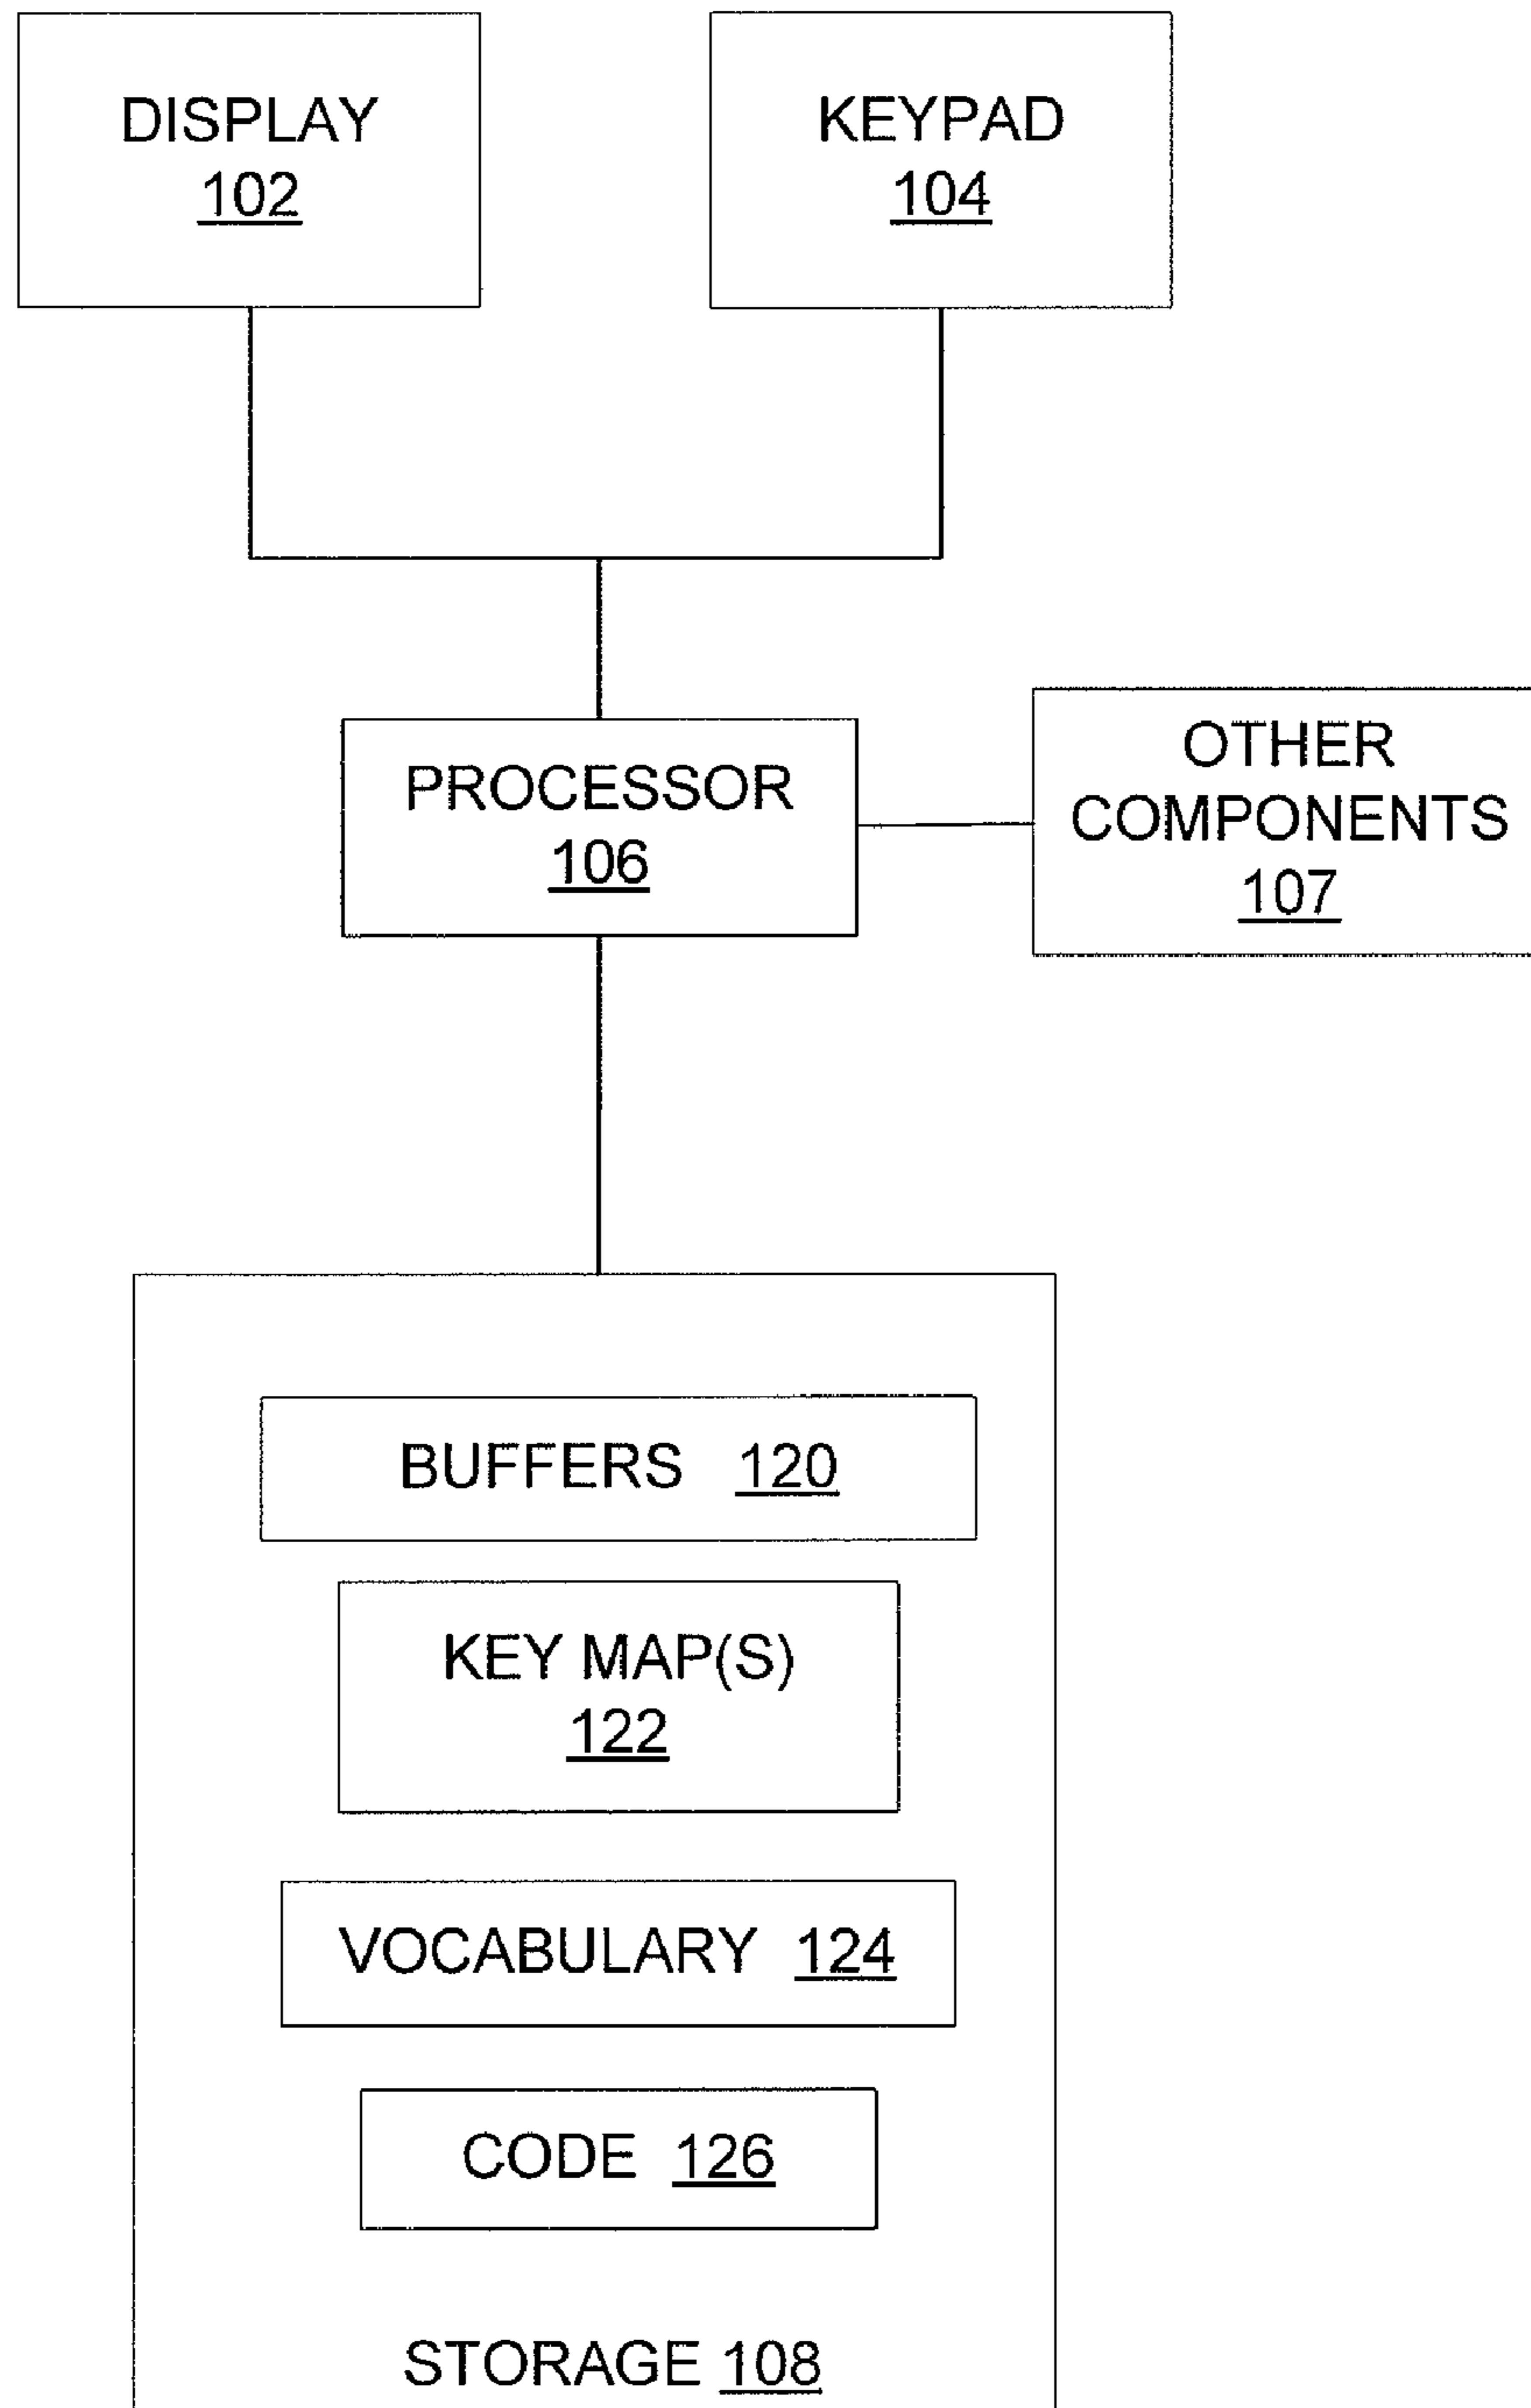 DISPLAY
102
KEYPAD
104
PROCESSOR
106
OTHER
COMPONENTS
107
BUFFERS 120
KEY MAP(S)
122
VOCABULARY 124
CODE 126
STORAGE 108